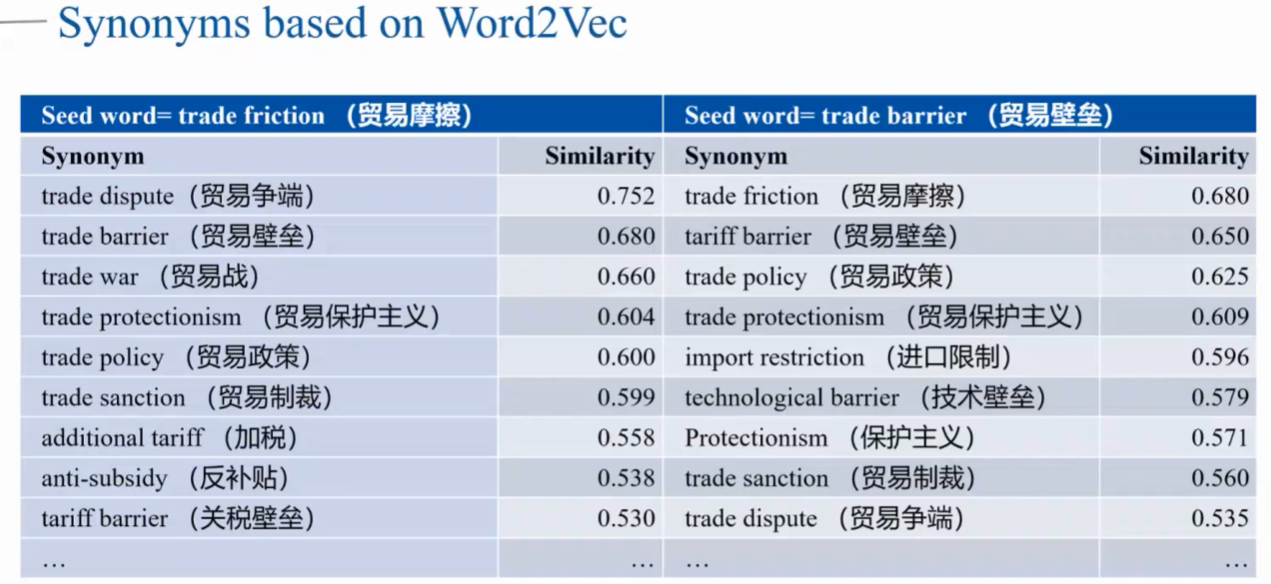 Synonyms based on Word2Vec
Seed word= trade friction （贸易摩擦） Seed word= trade barrier （贸易壁垒）
Synonym Similarity Synonym Similarity
trade dispute（贸易争端） 0.752 trade friction （贸易摩擦） 0.680
trade barrier （贸易壁垒） 0.680 tariff barrier （贸易壁垒） 0.650
trade war （贸易战） 0.660 trade policy （贸易政策） 0.625
trade protectionism （贸易保护主义） 0.604 trade protectionism （贸易保护主义） 0.609
trade policy （贸易政策） 0.600 import restriction （进口限制） 0.596
trade sanction （贸易制裁） 0.599 technological barrier （技术壁垒） 0.579
additional tariff （加税） 0.558 Protectionism （保护主义） 0.571
anti-subsidy （反补贴） 0.538 trade sanction （贸易制裁） 0.560
tariff barrier （关税壁垒） 0.530 trade dispute （贸易争端） 0.535
… … … …